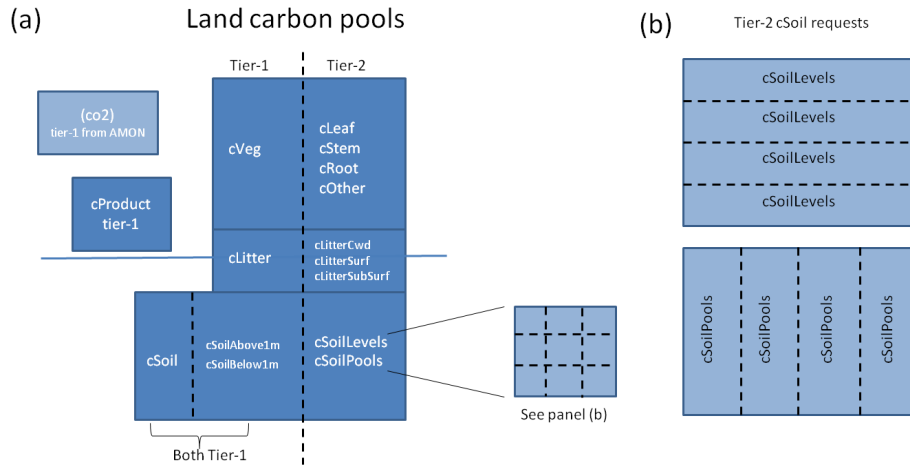 (a)
Land carbon pools
Tier-1
Tier-2
(co2)
tier-1 from AMON
cProduct
tier-1
cVeg
cLeaf
cStem
cRoot
cOther
cLitter
cLitterCwd
cLitterSurf
cLitterSubSurf
cSoil
cSoilAbove1m
cSoilBelow1m
cSoilLevels
cSoilPools
Both Tier-1
See panel (b)
(b)
Tier-2 cSoil requests
cSoilLevels
cSoilLevels
cSoilLevels
cSoilLevels
cSoilPools
cSoilPools
cSoilPools
cSoilPools